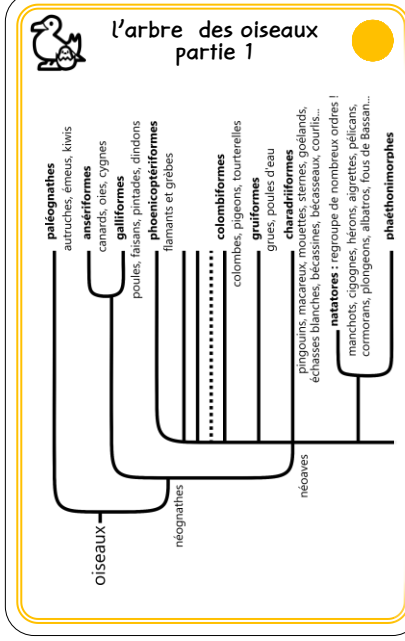 l'arbre des oiseaux
partie 1
paléognathes
autruches, émeus, kiwis
ansériformes
canards, oies, cygnes
galliformes
poules, faisans, pintades, dindons
phoenicoptériformes
flamants et grèbes
colombiformes
colombes, pigeons, tourterelles
gruiformes
grues, poules d'eau
charadriiformes
pingouins, macareux, mouettes, sternes, goélands,
échasses blanches, bécassines, bécasseaux, courlis...
natatores : regroupe de nombreux ordres !
manchots, cigognes, hérons, aigrettes, pélicans,
cormorans, plongeons, albatros, fous de Bassan...
phaéthonimorphes
oiseaux
néognathes
néoaves